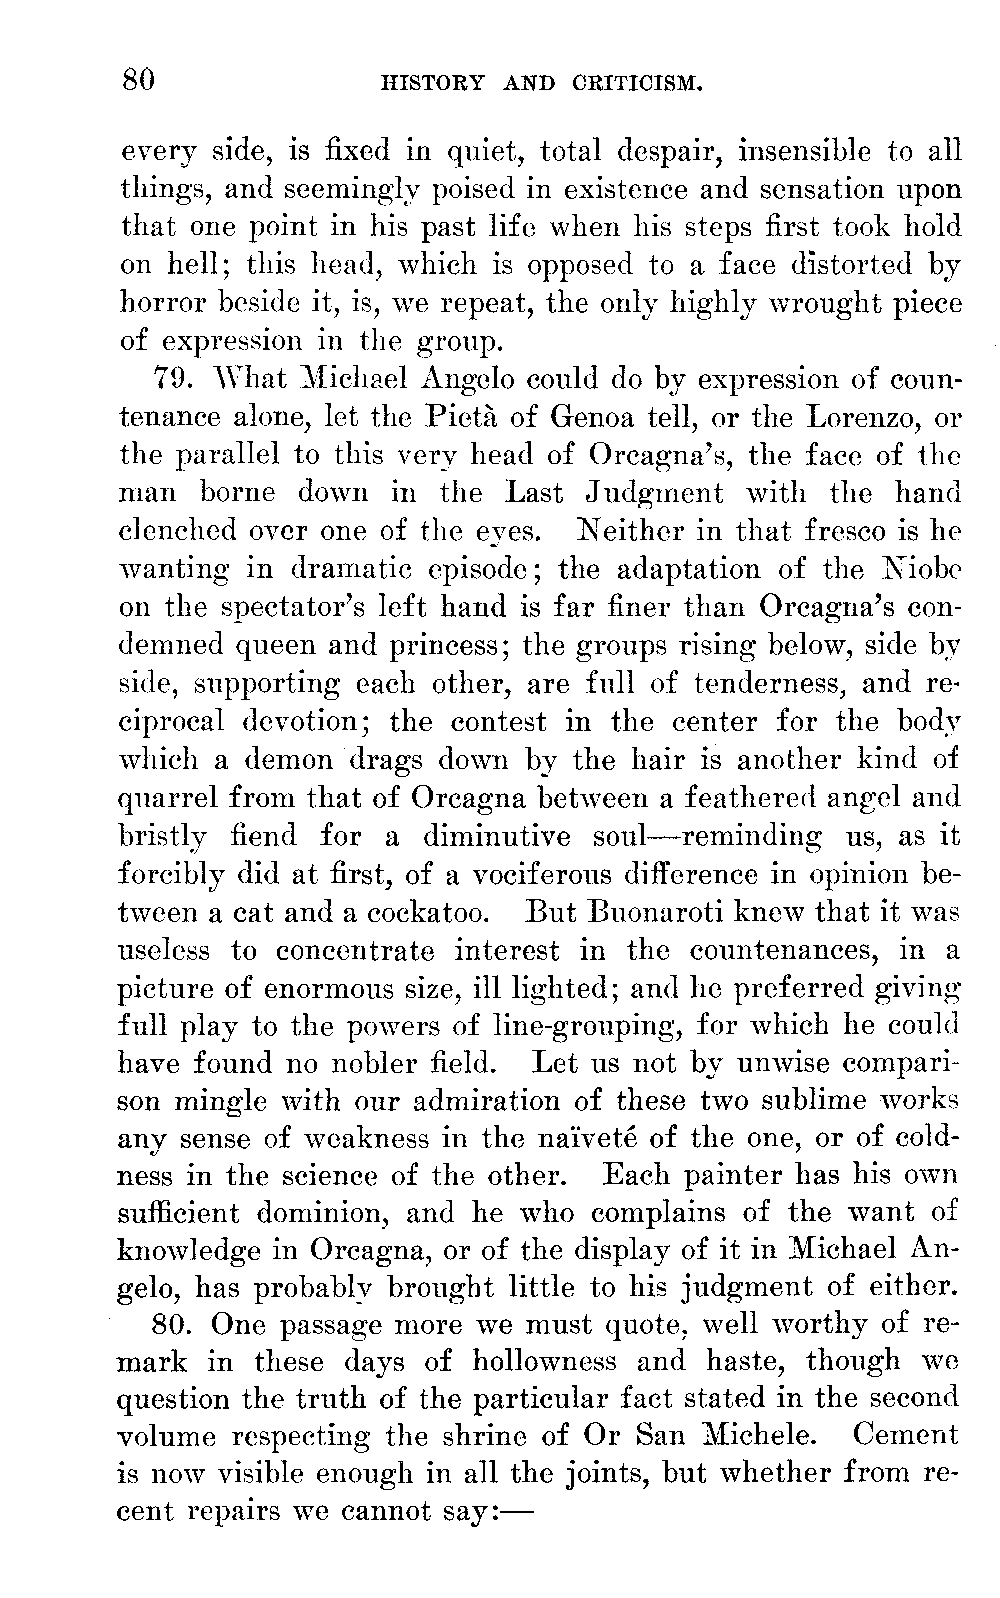 80 HISTORY AND CRITICISM.
every side, is fixed in quiet, total despair, insensible to all
things, and seemingly poised in existence and sensation upon
that one point in his past life when his steps first took hold
on hell; this head, which is opposed to a face distorted by
horror beside it, is, we repeat, the only highly wrought piece
of expression in the group.
79. What Michael Angelo could do by expression of coun-
tenance alone, let the Pietà of Genoa tell, or the Lorenzo, or
the parallel to this very head of Orcagna's, the face of the
man borne down in the Last Judgment with the hand
clenched over one of the eyes. Neither in that fresco is he
wanting in dramatic episode; the adaptation of the Niobe
on the spectator's left hand is far finer than Orcagna's con-
demned queen and princess; the groups rising below, side by
side, supporting each other, are full of tenderness, and re-
ciprocal devotion; the contest in the center for the body
which a demon drags down by the hair is another kind of
quarrel from that of Orcagna between a feathered angel and
bristly fiend for a diminutive soul—reminding us, as it
forcibly did at first, of a vociferous difference in opinion be-
tween a cat and a cockatoo. But Buonaroti knew that it was
useless to concentrate interest in the countenances, in a
picture of enormous size, ill lighted; and he preferred giving
full play to the powers of line-grouping, for which he could
have found no nobler field. Let us not by unwise compari-
son mingle with our admiration of these two sublime works
any sense of weakness in the naïveté of the one, or of cold-
ness in the science of the other. Each painter has his own
sufficient dominion, and he who complains of the want of
knowledge in Orcagna, or of the display of it in Michael An-
gelo, has probably brought little to his judgment of either.
80. One passage more we must quote, well worthy of re-
mark in these days of hollowness and haste, though we
question the truth of the particular fact stated in the second
volume respecting the shrine of Or San Michele. Cement
is now visible enough in all the joints, but whether from re-
cent repairs we cannot say:—